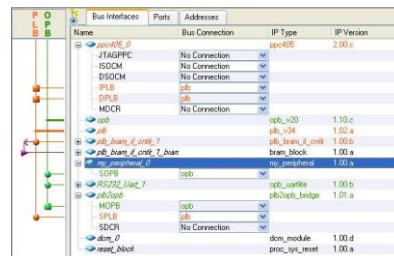 P O
L P
B B
Bus Interfaces Ports Addresses
Name Bus Connection IP Type IP Version
ppc405_0 ppc405 2.00.c
JTAGPPC No Connection
ISOCM No Connection
DSOCM No Connection
IPLB plb
DPLB plb
MDCR No Connection
opb opb_v20 1.10.c
plb plb_v34 1.02.a
plb_bram_if_cntlr_1 plb_bram_if_cntlr 1.00.b
plb_bram_if_cntlr_1_bram bram_block 1.00.a
my_peripheral_0 my_peripheral 1.00.a
SOPB opb
RS232_Uart_1 opb_uartlite 1.00.b
plb2opb plb2opb_bridge 1.01.a
MOPB opb
SPLB plb
SDCR No Connection
dcm_0 dcm_module 1.00.d
reset_block proc_sys_reset 1.00.a